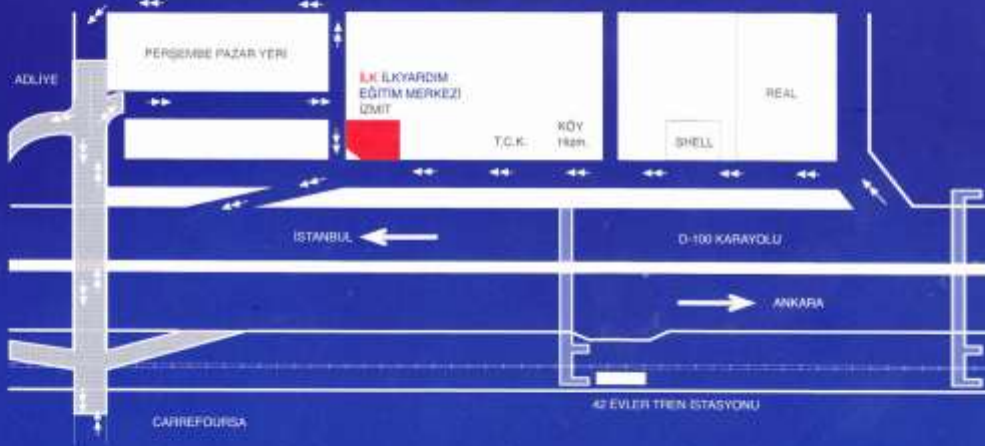 PERŞEMBE PAZAR YERİ
ADLİYE
İLK İLKYARDIM
EĞİTİM MERKEZİ
İZMİT
T.C.K.
KÖY
Hizm.
SHELL
REAL
İSTANBUL
D-100 KARAYOLU
ANKARA
42 EVLER TREN İSTASYONU
CARREFOURSA